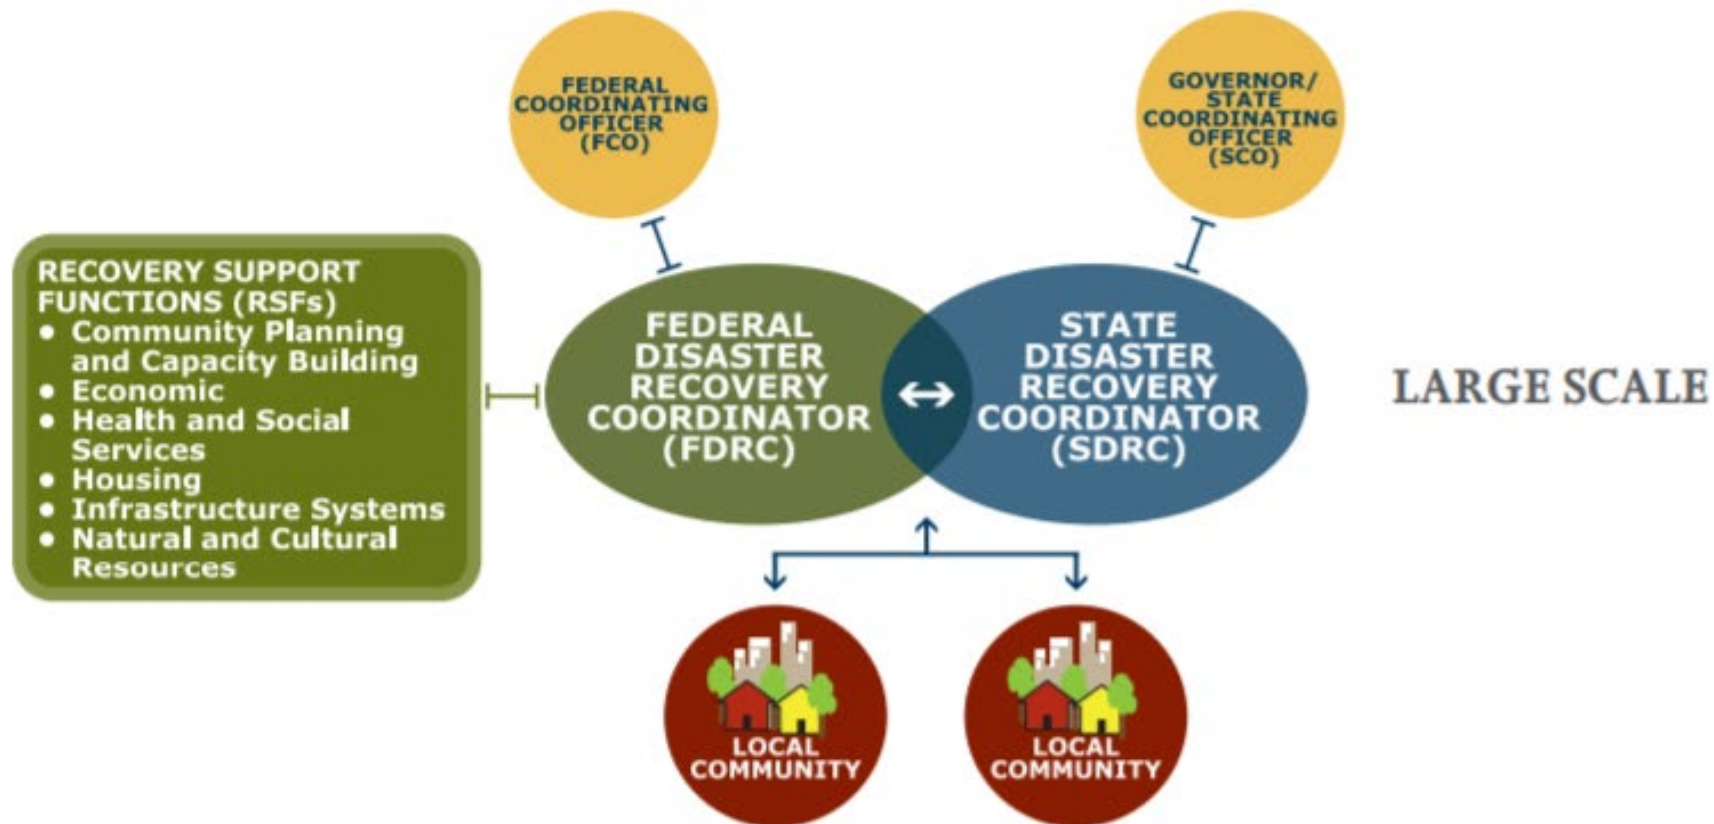 FEDERAL
COORDINATING
OFFICER
(FCO)
GOVERNOR/
STATE
COORDINATING
OFFICER
(SCO)
RECOVERY SUPPORT
FUNCTIONS (RSFs)
● Community Planning
and Capacity Building
● Economic
● Health and Social
Services
● Housing
● Infrastructure Systems
● Natural and Cultural
Resources
FEDERAL
DISASTER
RECOVERY
COORDINATOR
(FDRC)
STATE
DISASTER
RECOVERY
COORDINATOR
(SDRC)
LARGE SCALE
LOCAL
COMMUNITY
LOCAL
COMMUNITY